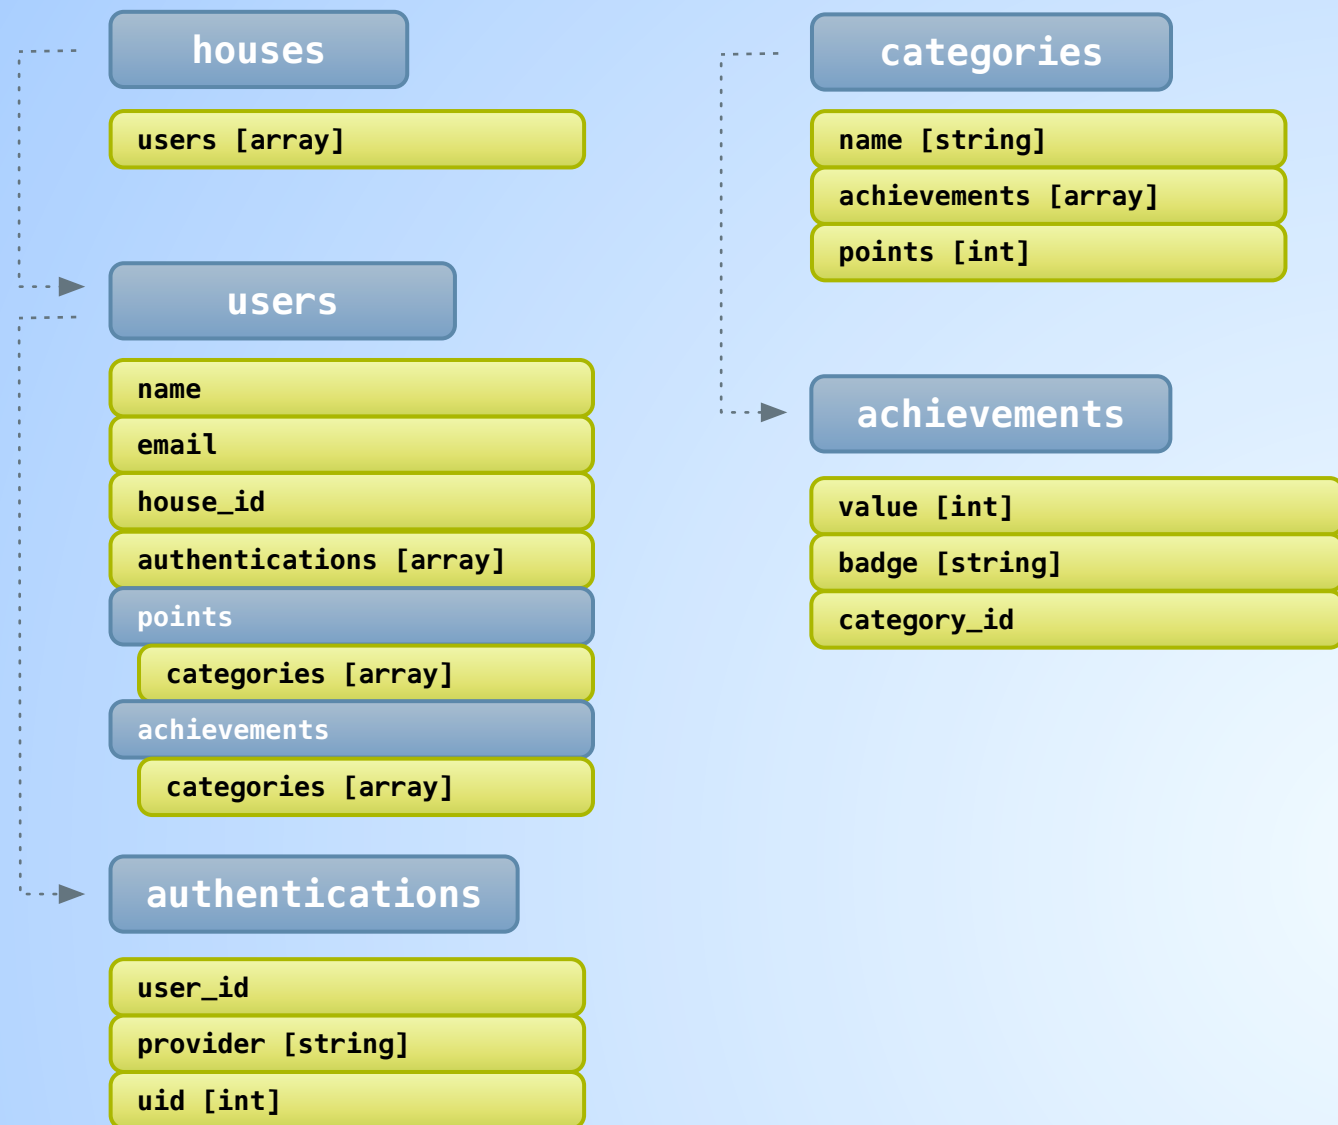 houses
users [array]
users
name
email
house_id
authentications [array]
points
categories [array]
achievements
categories [array]
authentications
user_id
provider [string]
uid [int]
categories
name [string]
achievements [array]
points [int]
achievements
value [int]
badge [string]
category_id